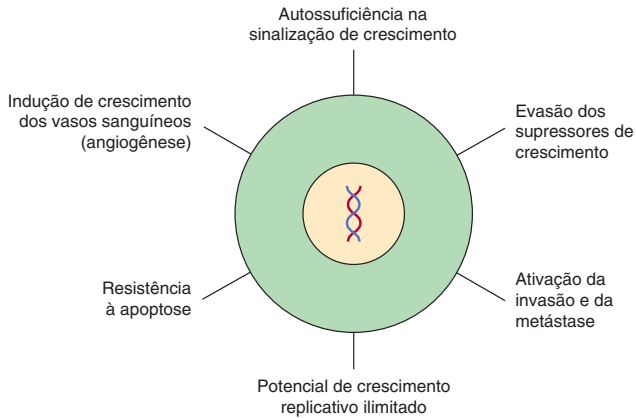 Autossuficiência na
sinalização de crescimento
Indução de crescimento
dos vasos sanguíneos
(angiogênese)
Evasão dos
supressores de
crescimento
Resistência
à apoptose
Ativação da
invasão e da
metástase
Potencial de crescimento
replicativo ilimitado